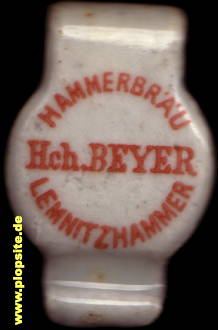 HAMMERBRÄU
Hch. BEYER
LEMNITZHAMMER
www.plopsite.de